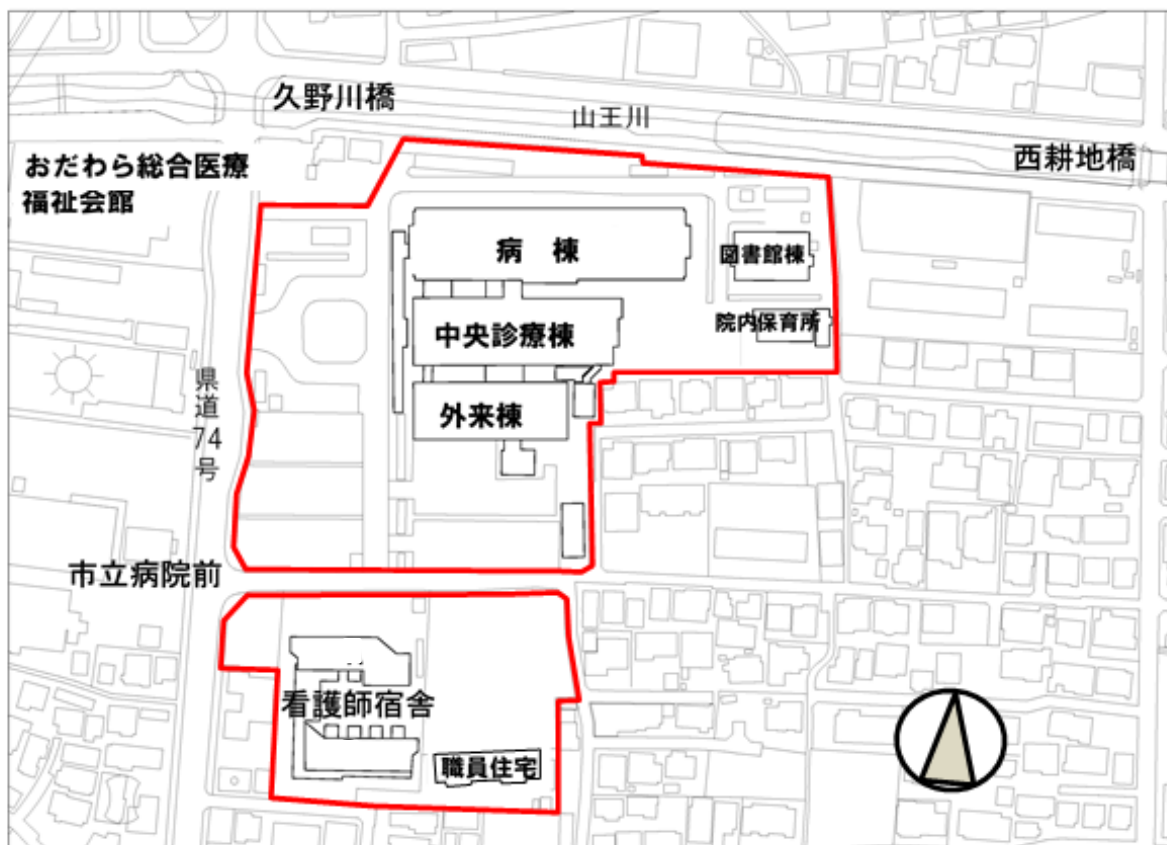 久野川橋
山王川
西耕地橋
おだわら総合医療
福祉会館
病 棟
図書館棟
院内保育所
中央診療棟
外来棟
県道74号
市立病院前
看護師宿舎
職員住宅